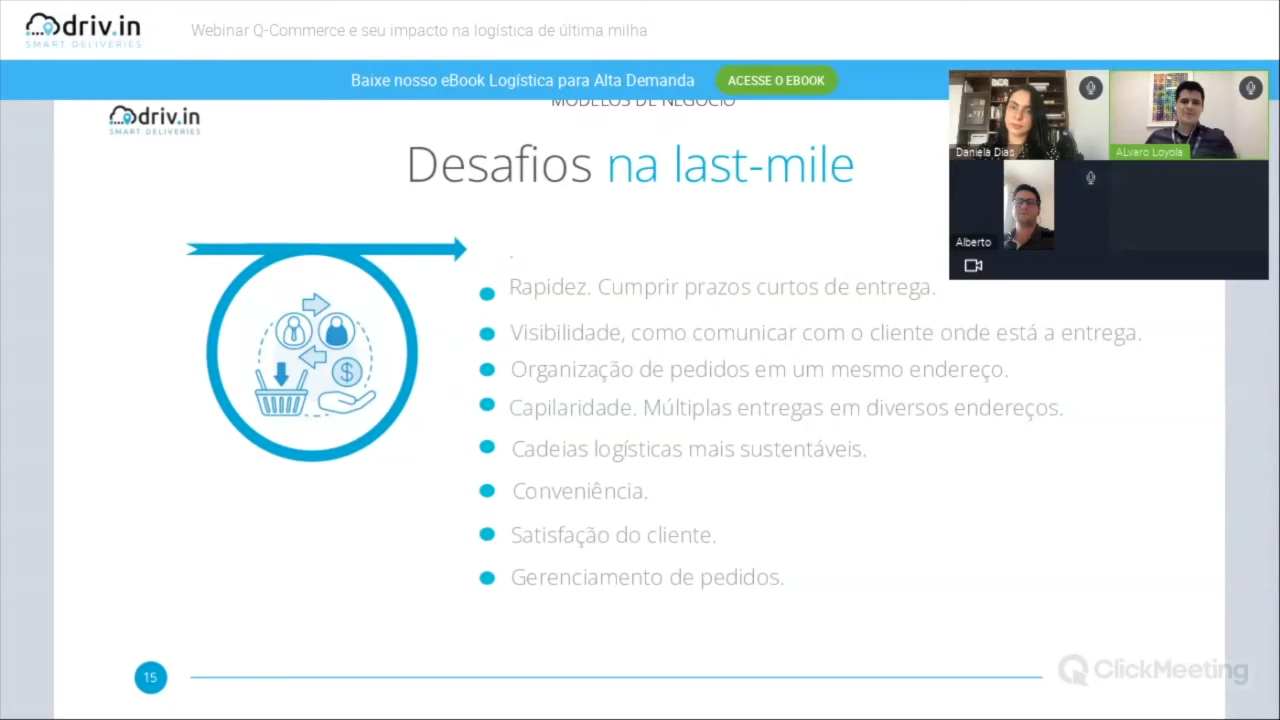 driv.in
SMART DELIVERIES
Webinar Q-Commerce e seu impacto na logística de última milha
Baixe nosso eBook Logística para Alta Demanda
ACESSE O EBOOK
driv.in
SMART DELIVERIES
MODELOS DE NEGÓCIO
Desafios na last-mile
Daniela Dias
ALvaro Loyola
Alberto
.
Rapidez. Cumprir prazos curtos de entrega.
Visibilidade, como comunicar com o cliente onde está a entrega.
Organização de pedidos em um mesmo endereço.
Capilaridade. Múltiplas entregas em diversos endereços.
Cadeias logísticas mais sustentáveis.
Conveniência.
Satisfação do cliente.
Gerenciamento de pedidos.
$
15
ClickMeeting